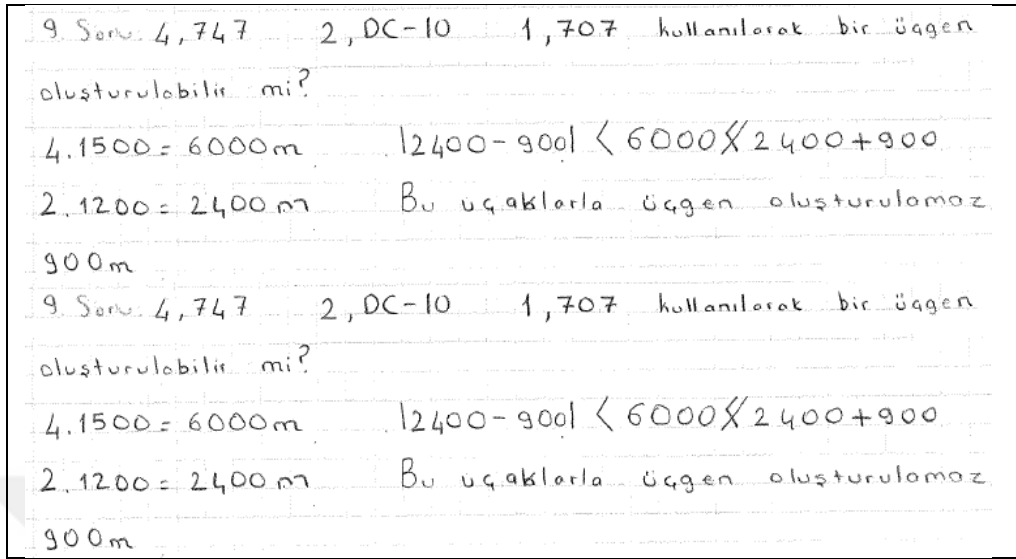 9. Soru: 4,747 2, DC-10 1,707 kullanılarak bir üçgen
oluşturulabilir mi?
4.1500 = 6000m |2400-900| < 6000 ≮ 2400+900
2.1200 = 2400 m Bu uçaklarla üçgen oluşturulamaz
900m
9. Soru: 4,747 2, DC-10 1,707 kullanılarak bir üçgen
oluşturulabilir mi?
4.1500 = 6000m |2400-900| < 6000 ≮ 2400+900
2.1200 = 2400 m Bu uçaklarla üçgen oluşturulamaz
900m